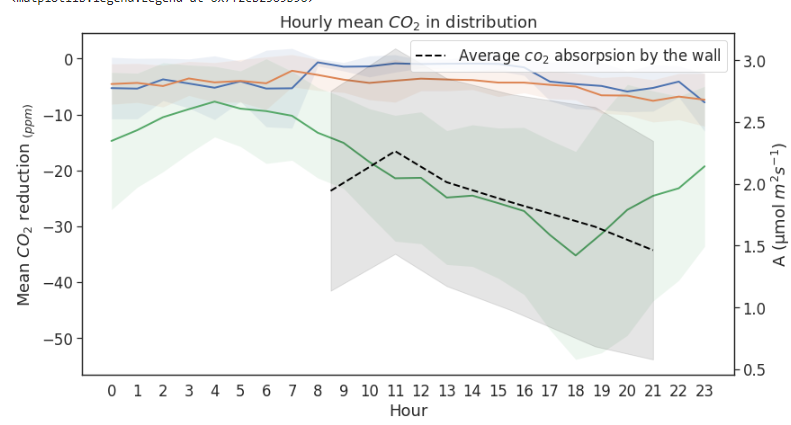 Hourly mean CO₂ in distribution
Average co₂ absorpsion by the wall
Mean CO₂ reduction (ppm)
0
−10
−20
−30
−40
−50
3.0
2.5
2.0
1.5
1.0
0.5
A (μmol m²s⁻¹)
0 1 2 3 4 5 6 7 8 9 10 11 12 13 14 15 16 17 18 19 20 21 22 23
Hour